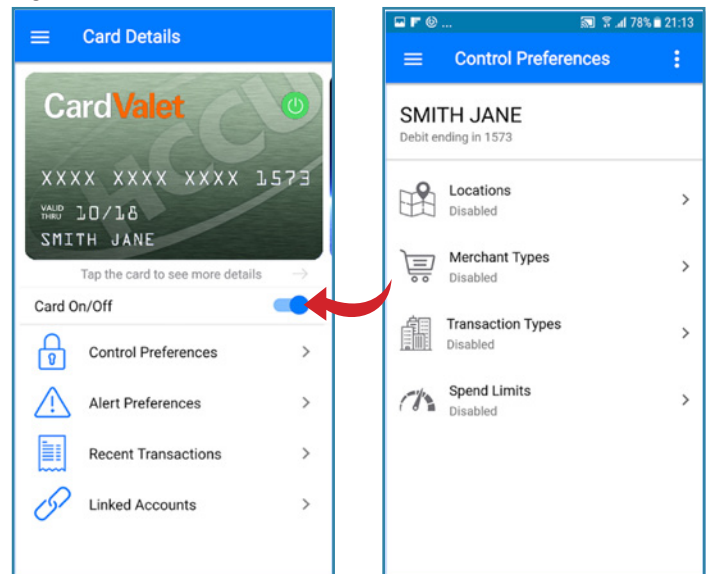 Card Details
CardValet
HCCU
XXXX XXXX XXXX 1573
VALID THRU 10/18
SMITH JANE
Tap the card to see more details
Card On/Off
Control Preferences
Alert Preferences
Recent Transactions
Linked Accounts
... 78% 21:13
Control Preferences
SMITH JANE
Debit ending in 1573
Locations
Disabled
Merchant Types
Disabled
Transaction Types
Disabled
Spend Limits
Disabled